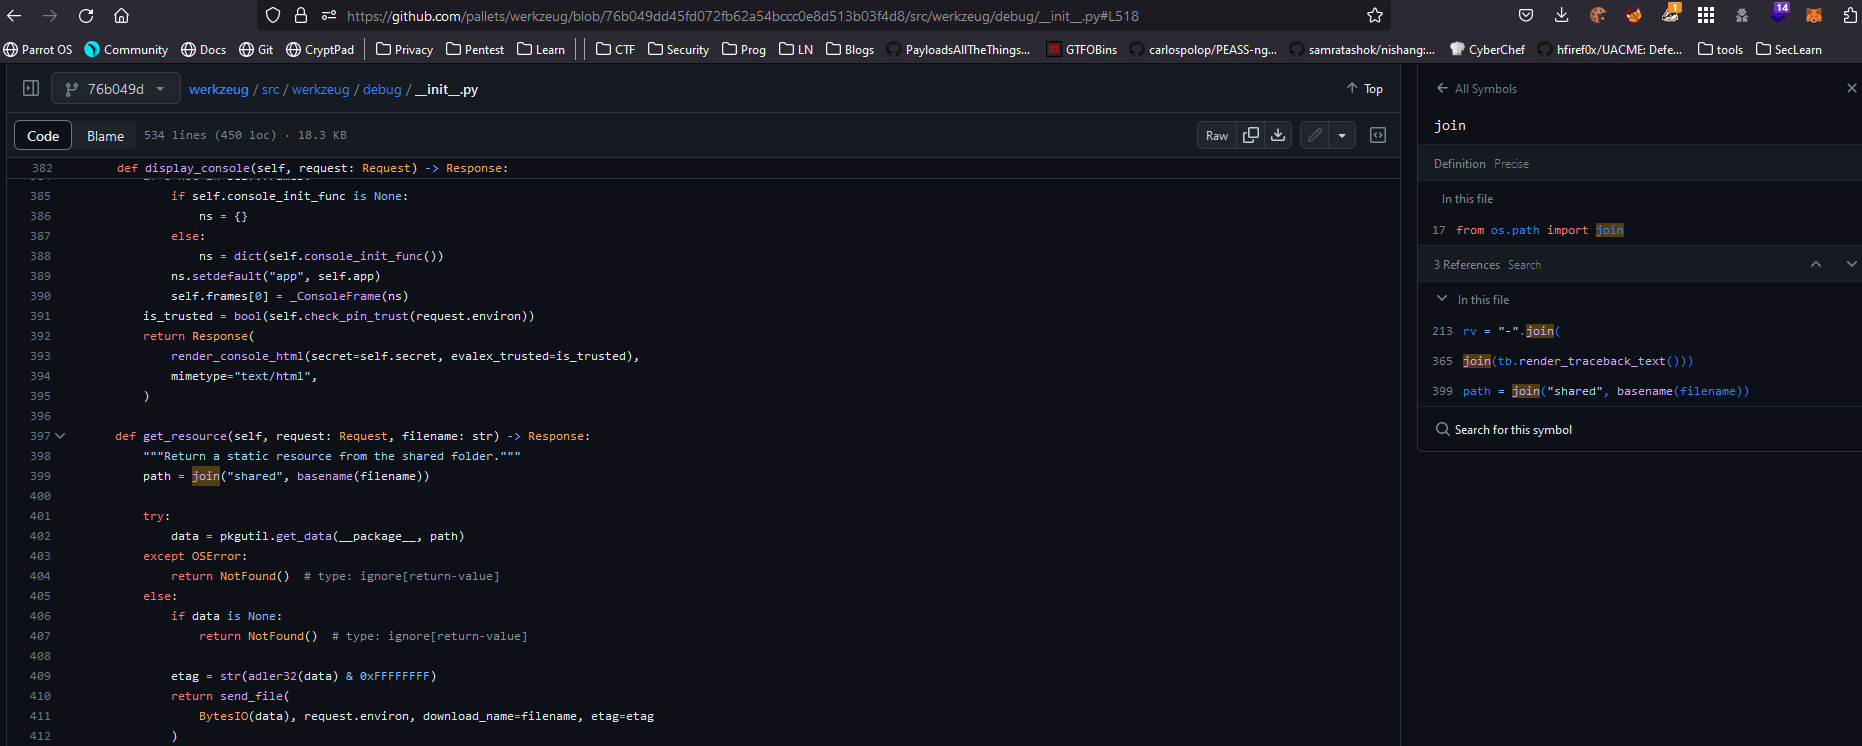 https://github.com/pallets/werkzeug/blob/76b049dd45fd072fb62a54bccc0e8d513b03f4d8/src/werkzeug/debug/__init__.py#L518
1
14
Parrot OS Community Docs Git CryptPad Privacy Pentest Learn CTF Security Prog LN Blogs PayloadsAllTheThings... GTFOBins carlospolop/PEASS-ng... samratashok/nishang:... CyberChef hfiref0x/UACME: Defe... tools SecLearn
76b049d werkzeug / src / werkzeug / debug / __init__.py Top
Code Blame 534 lines (450 loc) · 18.3 KB Raw
382 def display_console(self, request: Request) -> Response:
385 if self.console_init_func is None:
386 ns = {}
387 else:
388 ns = dict(self.console_init_func())
389 ns.setdefault("app", self.app)
390 self.frames[0] = _ConsoleFrame(ns)
391 is_trusted = bool(self.check_pin_trust(request.environ))
392 return Response(
393 render_console_html(secret=self.secret, evalex_trusted=is_trusted),
394 mimetype="text/html",
395 )
396
397 def get_resource(self, request: Request, filename: str) -> Response:
398 """Return a static resource from the shared folder."""
399 path = join("shared", basename(filename))
400
401 try:
402 data = pkgutil.get_data(__package__, path)
403 except OSError:
404 return NotFound()  # type: ignore[return-value]
405 else:
406 if data is None:
407 return NotFound()  # type: ignore[return-value]
408
409 etag = str(adler32(data) & 0xFFFFFFFF)
410 return send_file(
411 BytesIO(data), request.environ, download_name=filename, etag=etag
412 )
All Symbols
join
Definition Precise
In this file
17 from os.path import join
3 References Search
In this file
213 rv = "-".join(
365 join(tb.render_traceback_text()))
399 path = join("shared", basename(filename))
Search for this symbol